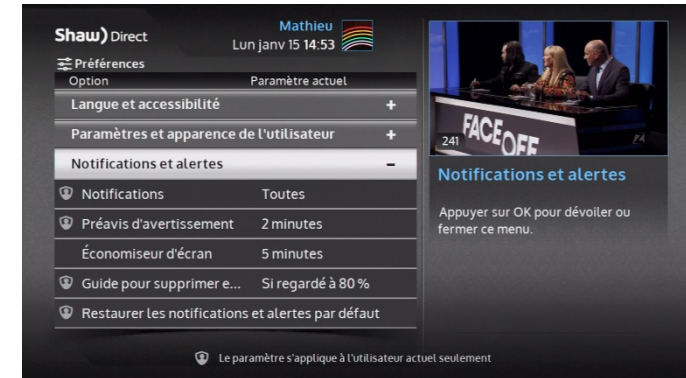 Shaw) Direct
Mathieu
Lun janv 15 14:53
Préférences
Option Paramètre actuel
Langue et accessibilité +
Paramètres et apparence de l'utilisateur +
Notifications et alertes –
Notifications Toutes
Préavis d'avertissement 2 minutes
Économiseur d'écran 5 minutes
Guide pour supprimer e... Si regardé à 80 %
Restaurer les notifications et alertes par défaut
Le paramètre s'applique à l'utilisateur actuel seulement
FACE OFF
241
Notifications et alertes
Appuyer sur OK pour dévoiler ou
fermer ce menu.